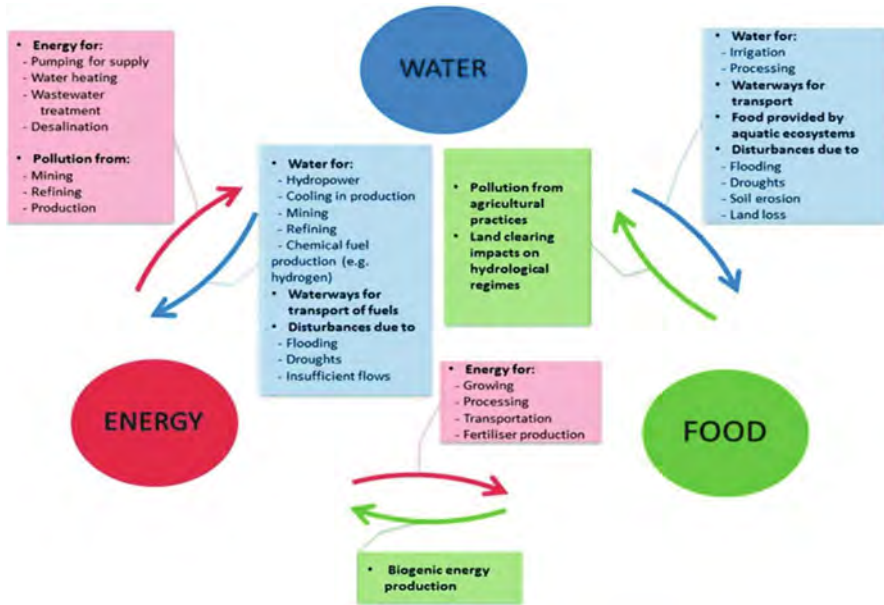 WATER
• Energy for:
- Pumping for supply
- Water heating
- Wastewater
treatment
- Desalination
• Pollution from:
- Mining
- Refining
- Production
• Water for:
- Hydropower
- Cooling in production
- Mining
- Refining
- Chemical fuel
production (e.g.
hydrogen)
• Waterways for
transport of fuels
• Disturbances due to
- Flooding
- Droughts
- Insufficient flows
• Pollution from
agricultural
practices
• Land clearing
impacts on
hydrological
regimes
• Water for:
- Irrigation
- Processing
• Waterways for
transport
• Food provided by
aquatic ecosystems
• Disturbances due to
- Flooding
- Droughts
- Soil erosion
- Land loss
ENERGY
• Energy for:
- Growing
- Processing
- Transportation
- Fertiliser production
FOOD
• Biogenic energy
production